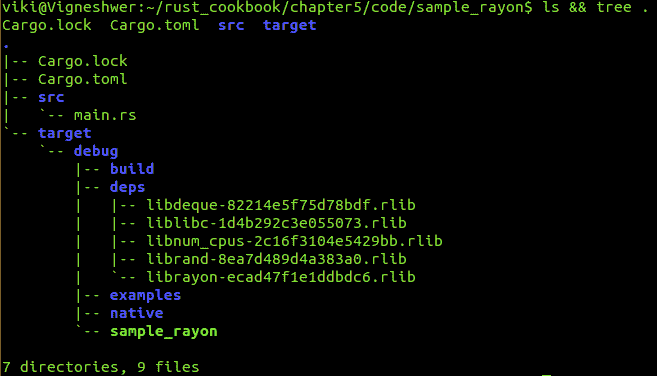 viki@Vigneshwer:~/rust_cookbook/chapter5/code/sample_rayon$ ls && tree .
Cargo.lock  Cargo.toml  src  target
.
|-- Cargo.lock
|-- Cargo.toml
|-- src
|   `-- main.rs
`-- target
    `-- debug
        |-- build
        |-- deps
        |   |-- libdeque-82214e5f75d78bdf.rlib
        |   |-- liblibc-1d4b292c3e055073.rlib
        |   |-- libnum_cpus-2c16f3104e5429bb.rlib
        |   |-- librand-8ea7d489d4a383a0.rlib
        |   `-- librayon-ecad47f1e1ddbdc6.rlib
        |-- examples
        |-- native
        `-- sample_rayon

7 directories, 9 files